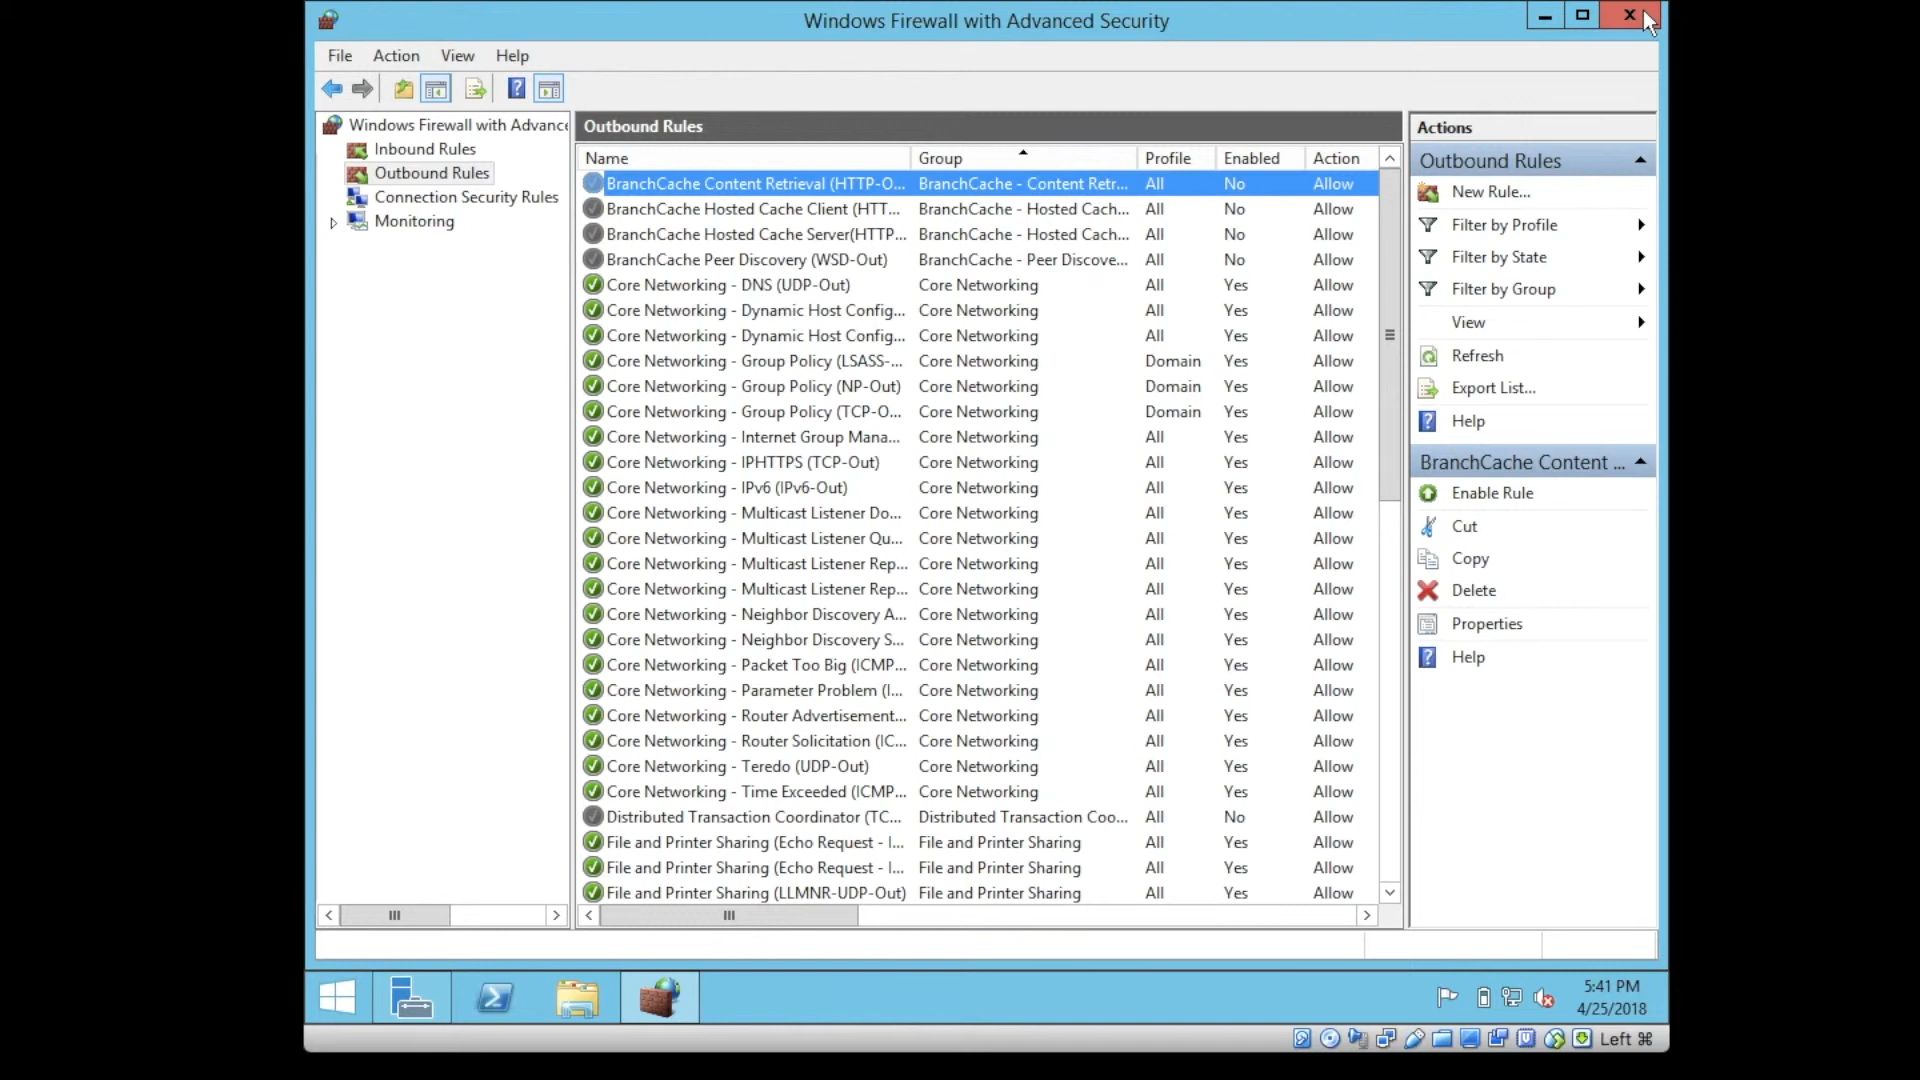 Windows Firewall with Advanced Security
X
File Action View Help
Windows Firewall with Advance
Inbound Rules
Outbound Rules
Connection Security Rules
Monitoring
Outbound Rules
Name Group Profile Enabled Action
BranchCache Content Retrieval (HTTP-O... BranchCache - Content Retr... All No Allow
BranchCache Hosted Cache Client (HTT... BranchCache - Hosted Cach... All No Allow
BranchCache Hosted Cache Server(HTTP... BranchCache - Hosted Cach... All No Allow
BranchCache Peer Discovery (WSD-Out) BranchCache - Peer Discove... All No Allow
Core Networking - DNS (UDP-Out) Core Networking All Yes Allow
Core Networking - Dynamic Host Config... Core Networking All Yes Allow
Core Networking - Dynamic Host Config... Core Networking All Yes Allow
Core Networking - Group Policy (LSASS-... Core Networking Domain Yes Allow
Core Networking - Group Policy (NP-Out) Core Networking Domain Yes Allow
Core Networking - Group Policy (TCP-O... Core Networking Domain Yes Allow
Core Networking - Internet Group Mana... Core Networking All Yes Allow
Core Networking - IPHTTPS (TCP-Out) Core Networking All Yes Allow
Core Networking - IPv6 (IPv6-Out) Core Networking All Yes Allow
Core Networking - Multicast Listener Do... Core Networking All Yes Allow
Core Networking - Multicast Listener Qu... Core Networking All Yes Allow
Core Networking - Multicast Listener Rep... Core Networking All Yes Allow
Core Networking - Multicast Listener Rep... Core Networking All Yes Allow
Core Networking - Neighbor Discovery A... Core Networking All Yes Allow
Core Networking - Neighbor Discovery S... Core Networking All Yes Allow
Core Networking - Packet Too Big (ICMP... Core Networking All Yes Allow
Core Networking - Parameter Problem (I... Core Networking All Yes Allow
Core Networking - Router Advertisement... Core Networking All Yes Allow
Core Networking - Router Solicitation (IC... Core Networking All Yes Allow
Core Networking - Teredo (UDP-Out) Core Networking All Yes Allow
Core Networking - Time Exceeded (ICMP... Core Networking All Yes Allow
Distributed Transaction Coordinator (TC... Distributed Transaction Coo... All No Allow
File and Printer Sharing (Echo Request - I... File and Printer Sharing All Yes Allow
File and Printer Sharing (Echo Request - I... File and Printer Sharing All Yes Allow
File and Printer Sharing (LLMNR-UDP-Out) File and Printer Sharing All Yes Allow
Actions
Outbound Rules
New Rule...
Filter by Profile
Filter by State
Filter by Group
View
Refresh
Export List...
Help
BranchCache Content ...
Enable Rule
Cut
Copy
Delete
Properties
Help
5:41 PM
4/25/2018
Left ⌘